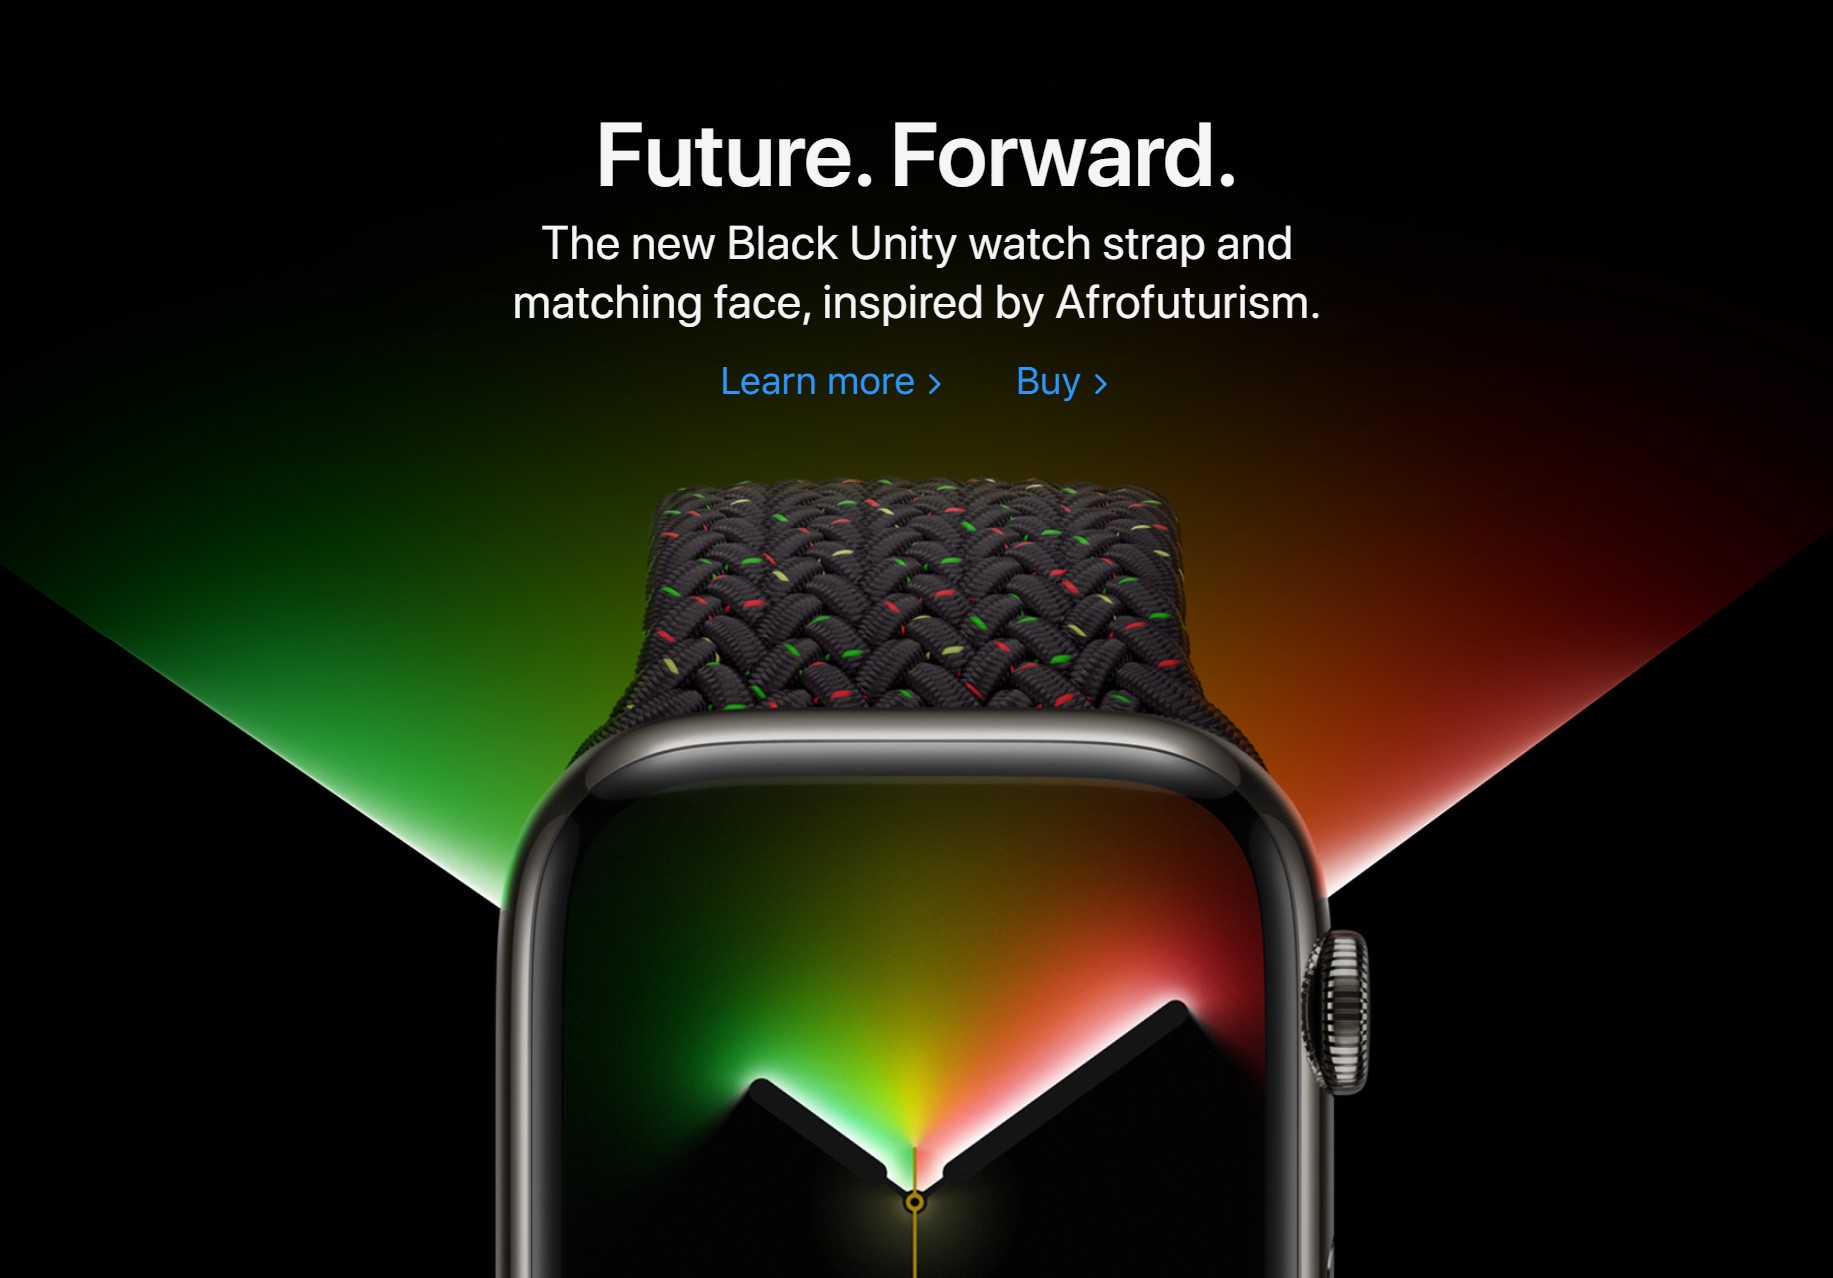 Future. Forward.
The new Black Unity watch strap and
matching face, inspired by Afrofuturism.
Learn more >
Buy >